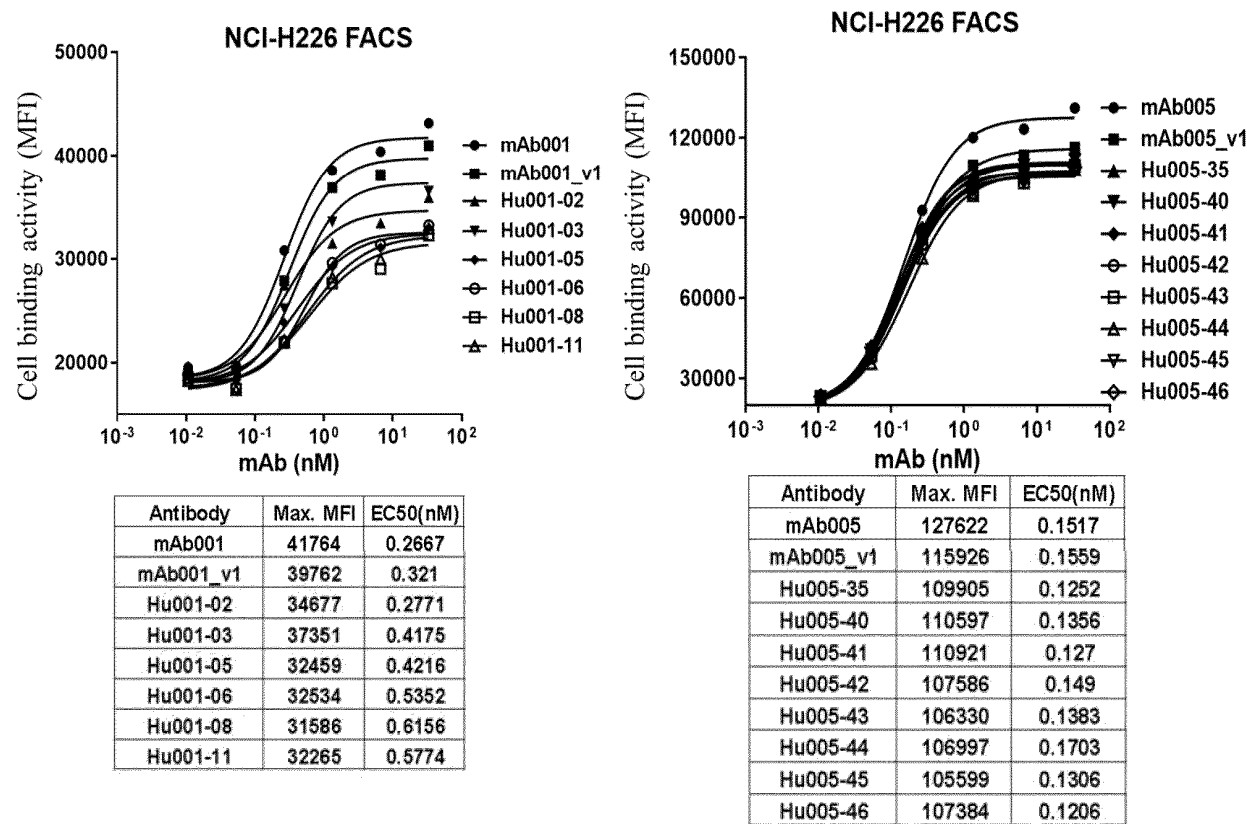 NCI-H226 FACS
Cell binding activity (MFI)
50000
40000
30000
20000
10⁻³ 10⁻² 10⁻¹ 10⁰ 10¹ 10²
mAb (nM)
mAb001
mAb001_v1
Hu001-02
Hu001-03
Hu001-05
Hu001-06
Hu001-08
Hu001-11
Antibody Max. MFI EC50(nM)
mAb001 41764 0.2667
mAb001_v1 39762 0.321
Hu001-02 34677 0.2771
Hu001-03 37351 0.4175
Hu001-05 32459 0.4216
Hu001-06 32534 0.5352
Hu001-08 31586 0.6156
Hu001-11 32265 0.5774
NCI-H226 FACS
Cell binding activity (MFI)
150000
120000
90000
60000
30000
10⁻³ 10⁻² 10⁻¹ 10⁰ 10¹ 10²
mAb (nM)
mAb005
mAb005_v1
Hu005-35
Hu005-40
Hu005-41
Hu005-42
Hu005-43
Hu005-44
Hu005-45
Hu005-46
Antibody Max. MFI EC50(nM)
mAb005 127622 0.1517
mAb005_v1 115926 0.1559
Hu005-35 109905 0.1252
Hu005-40 110597 0.1356
Hu005-41 110921 0.127
Hu005-42 107586 0.149
Hu005-43 106330 0.1383
Hu005-44 106997 0.1703
Hu005-45 105599 0.1306
Hu005-46 107384 0.1206